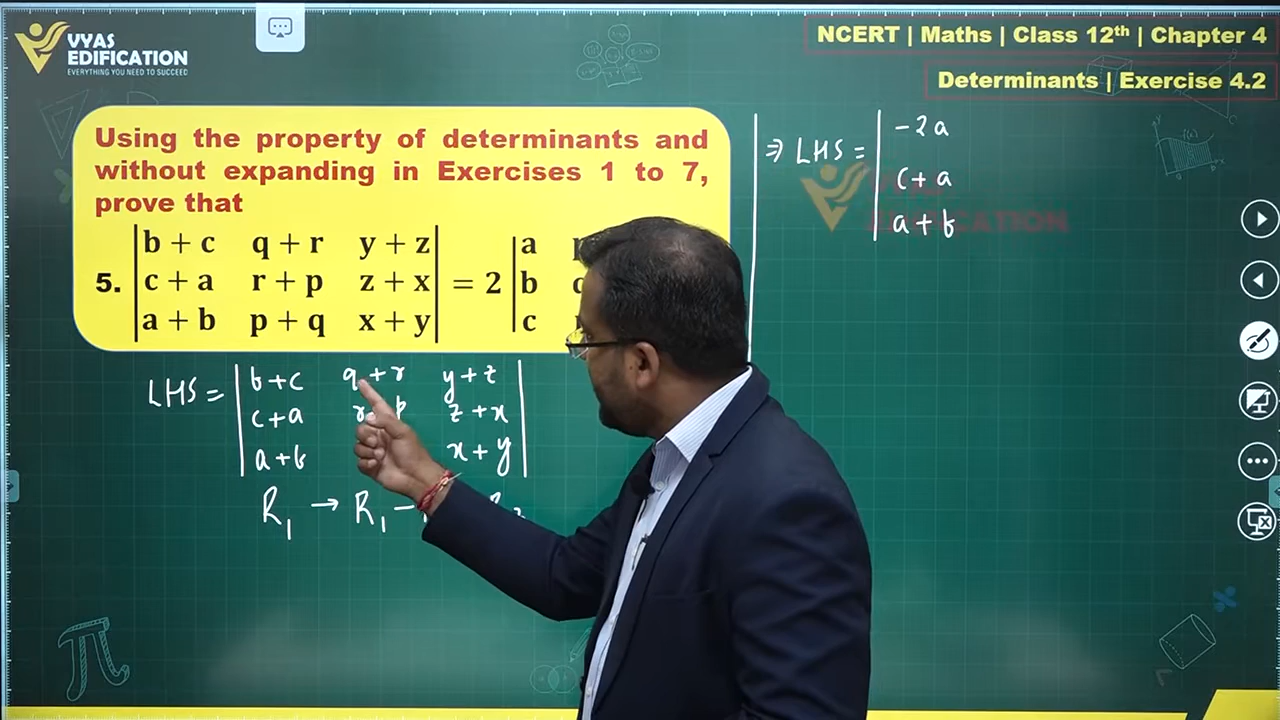 VYAS
EDIFICATION
EVERYTHING YOU NEED TO SUCCEED
NCERT | Maths | Class 12th | Chapter 4
Determinants | Exercise 4.2
Using the property of determinants and
without expanding in Exercises 1 to 7,
prove that
b + c q + r y + z a
5. c + a r + p z + x = 2 b
a + b p + q x + y c
LHS = b+c q+r y+z
c+a z+x
a+b x+y
R1 → R1 -
⇒ LHS = -2a
c+a
a+b